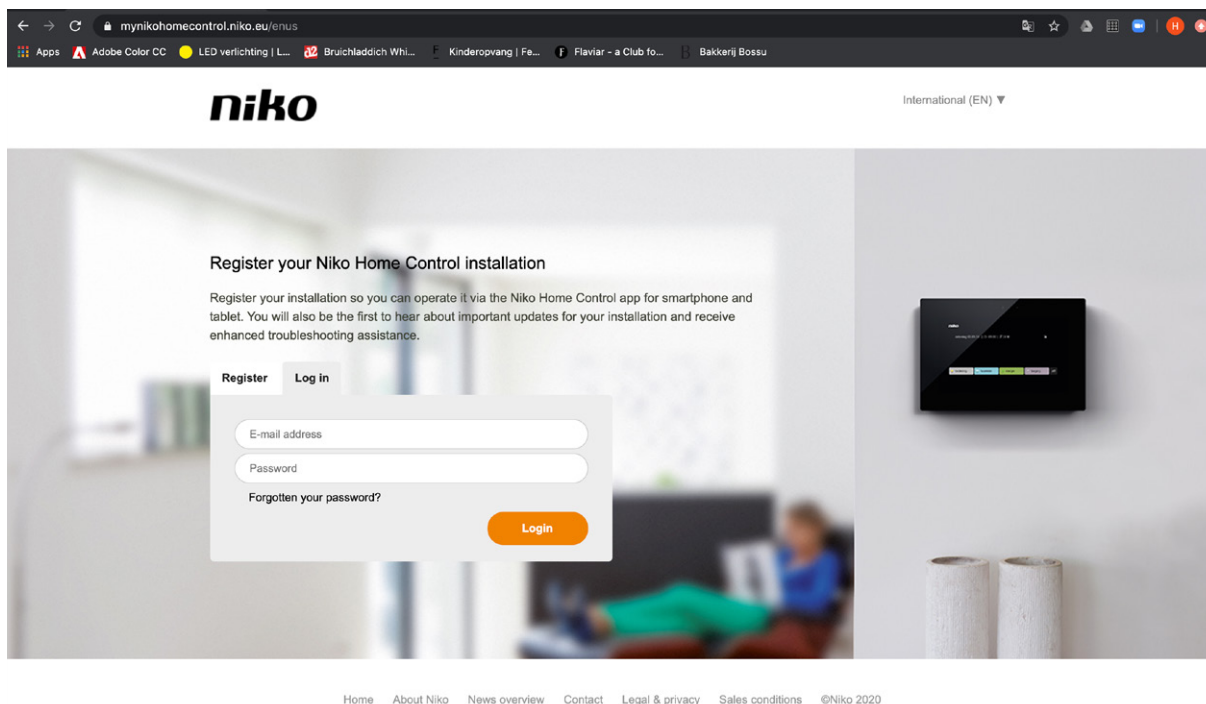 mynikohomecontrol.niko.eu/enus
H
Apps Adobe Color CC LED verlichting | L... Bruichladdich Whi... Kinderopvang | Fe... Flaviar - a Club fo... Bakkerij Bossu
niko
International (EN) ▼
Register your Niko Home Control installation
Register your installation so you can operate it via the Niko Home Control app for smartphone and
tablet. You will also be the first to hear about important updates for your installation and receive
enhanced troubleshooting assistance.
Register Log in
E-mail address
Password
Forgotten your password?
Login
niko
Home About Niko News overview Contact Legal & privacy Sales conditions ©Niko 2020